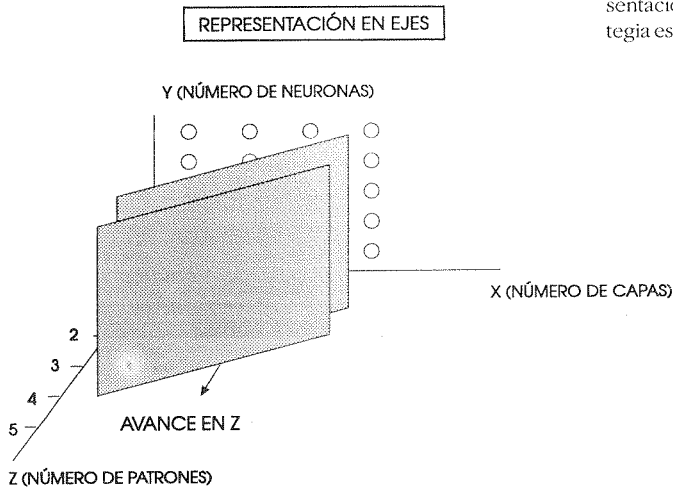 REPRESENTACIÓN EN EJES
Y (NÚMERO DE NEURONAS)
X (NÚMERO DE CAPAS)
2
3
4
5
AVANCE EN Z
Z (NÚMERO DE PATRONES)